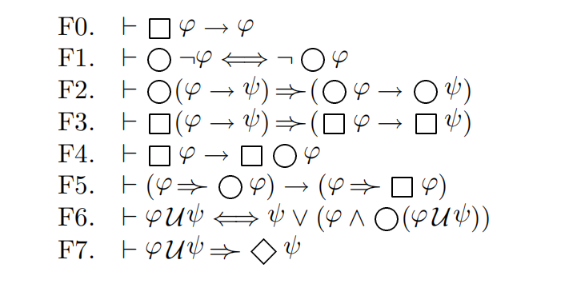 F0. ⊢ □ φ → φ
F1. ⊢ ◯ ¬φ ⟺ ¬ ◯ φ
F2. ⊢ ◯(φ → ψ) ⇒ (◯ φ → ◯ ψ)
F3. ⊢ □(φ → ψ) ⇒ (□ φ → □ ψ)
F4. ⊢ □ φ → □ ◯ φ
F5. ⊢ (φ ⇒ ◯ φ) → (φ ⇒ □ φ)
F6. ⊢ φ𝒰ψ ⟺ ψ ∨ (φ ∧ ◯(φ𝒰ψ))
F7. ⊢ φ𝒰ψ ⇒ ◇ ψ